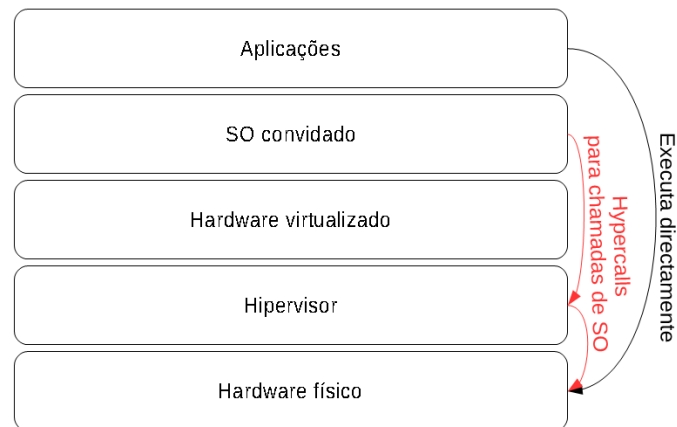 Aplicações
SO convidado
Hardware virtualizado
Hipervisor
Hardware físico
Hypercalls
para chamadas de SO
Executa directamente